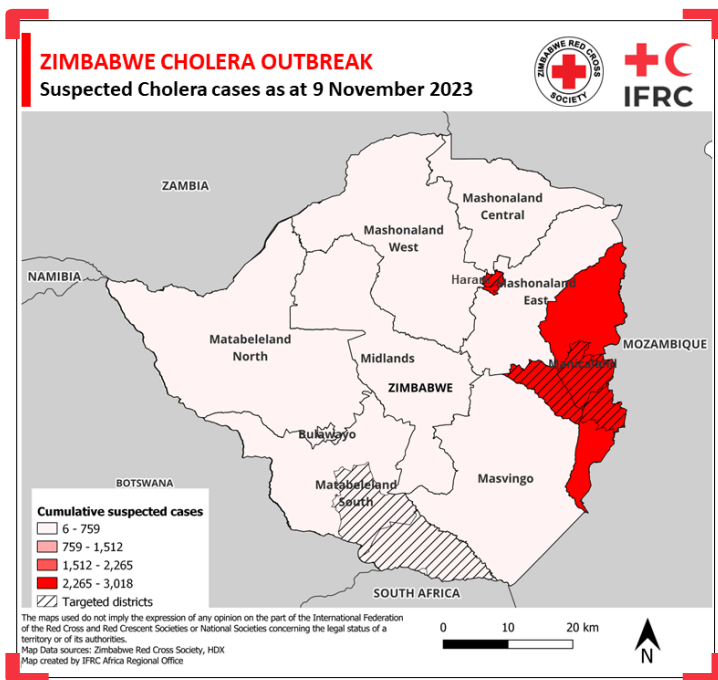 ZIMBABWE CHOLERA OUTBREAK
Suspected Cholera cases as at 9 November 2023
ZIMBABWE RED CROSS
SOCIETY
IFRC
ZAMBIA
Mashonaland
Central
Mashonaland
West
NAMIBIA
Harare
Mashonaland
East
Matabeleland
North
Midlands
MOZAMBIQUE
Manicaland
ZIMBABWE
Bulawayo
Masvingo
Matabeleland
South
BOTSWANA
SOUTH AFRICA
Cumulative suspected cases
6 - 759
759 - 1,512
1,512 - 2,265
2,265 - 3,018
Targeted districts
The maps used do not imply the expression of any opinion on the part of the International Federation
of the Red Cross and Red Crescent Societies or National Societies concerning the legal status of a
territory or of its authorities.
Map Data sources: Zimbabwe Red Cross Society, HDX
Map created by IFRC Africa Regional Office
0 10 20 km
N